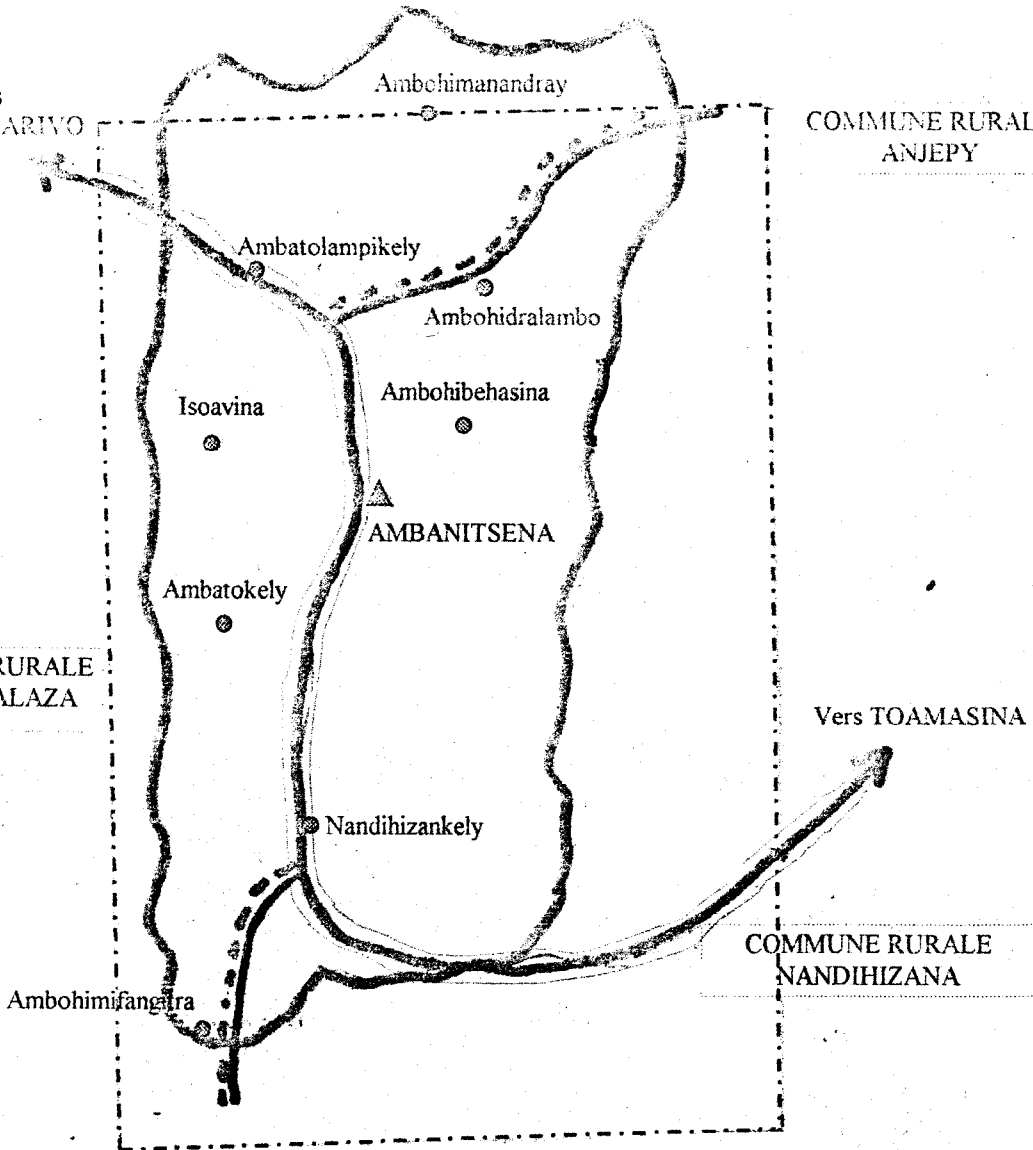 Ambohimanandray
ARIVO
COMMUNE RURAL
ANJEPY
Ambatolampikely
Ambohidralambo
Isoavina
Ambohibehasina
AMBANITSENA
Ambatokely
RURALE
ALAZA
Vers TOAMASINA
Nandihizankely
COMMUNE RURALE
NANDIHIZANA
Ambohimifangitra